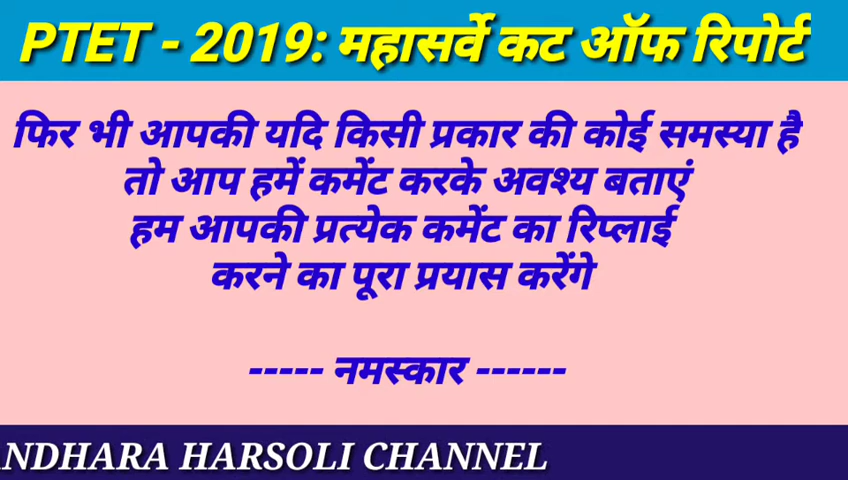 PTET - 2019: महासर्वे कट ऑफ रिपोर्ट
फिर भी आपकी यदि किसी प्रकार की कोई समस्या है
तो आप हमें कमेंट करके अवश्य बताएं
हम आपकी प्रत्येक कमेंट का रिप्लाई
करने का पूरा प्रयास करेंगे
----- नमस्कार ------
NDHARA HARSOLI CHANNEL